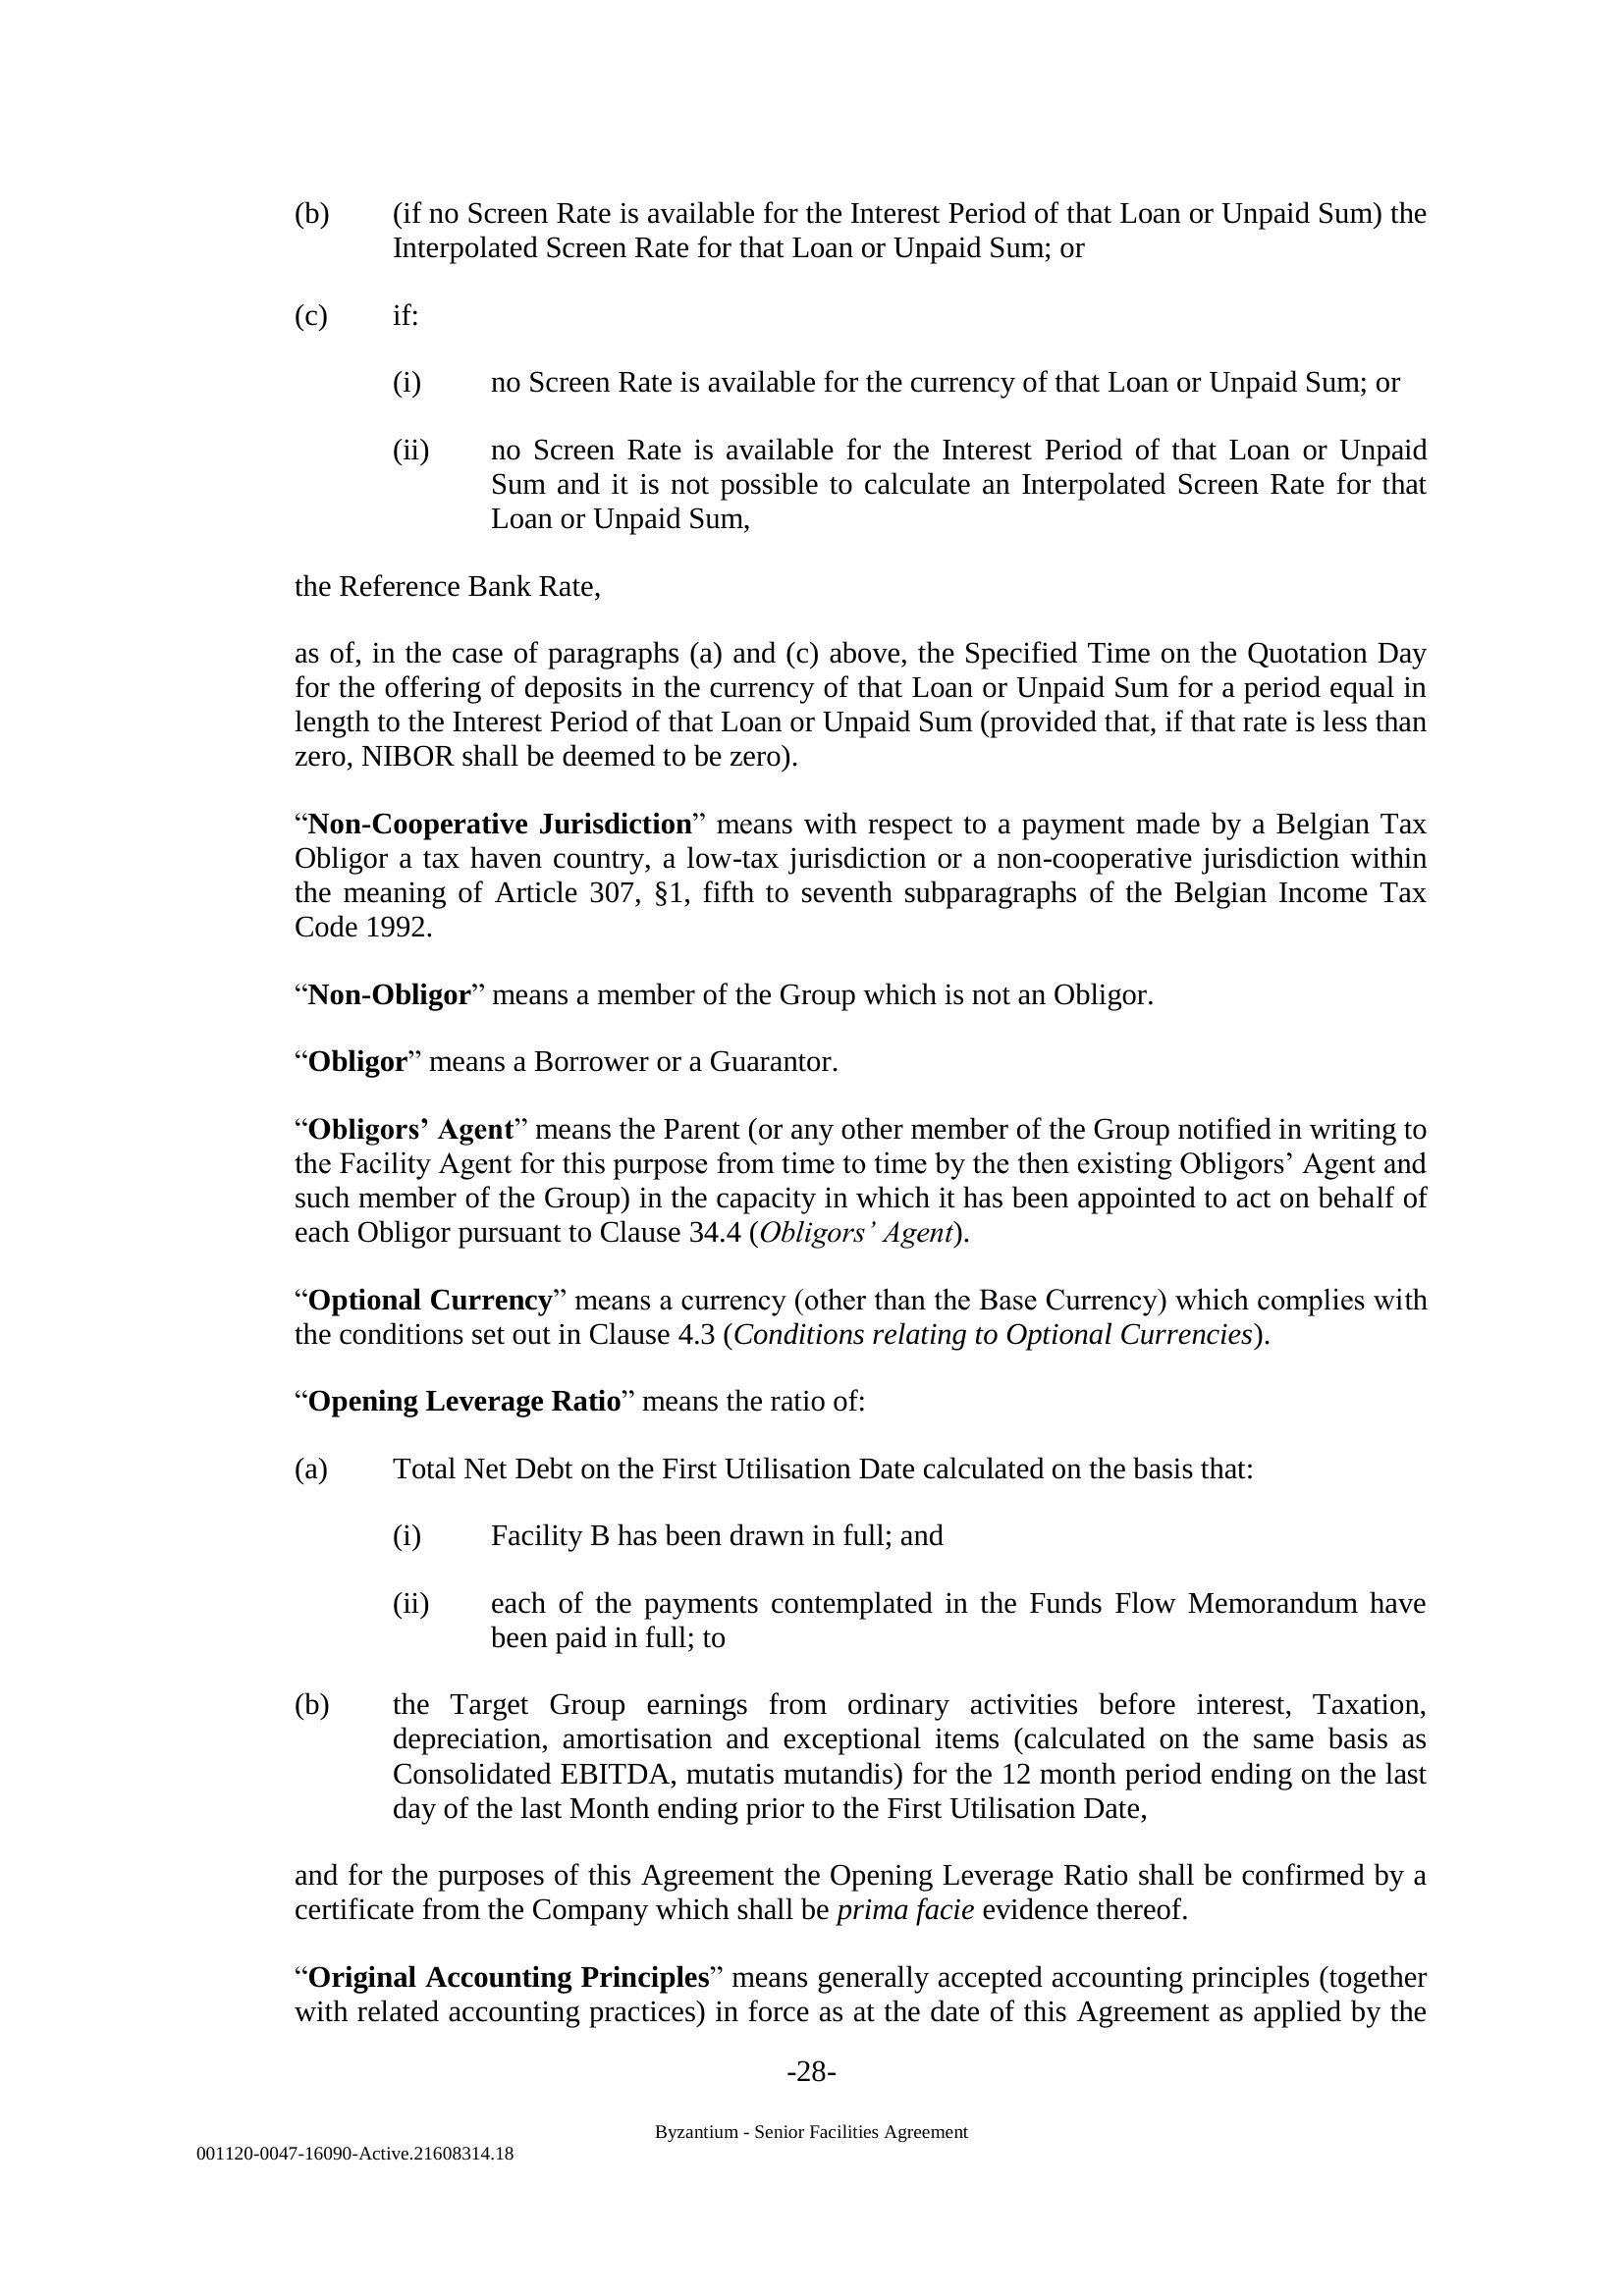 (b) (if no Screen Rate is available for the Interest Period of that Loan or Unpaid Sum) the
Interpolated Screen Rate for that Loan or Unpaid Sum; or
(c) if:
(i) no Screen Rate is available for the currency of that Loan or Unpaid Sum; or
(ii) no Screen Rate is available for the Interest Period of that Loan or Unpaid
Sum and it is not possible to calculate an Interpolated Screen Rate for that
Loan or Unpaid Sum,
the Reference Bank Rate,
as of, in the case of paragraphs (a) and (c) above, the Specified Time on the Quotation Day
for the offering of deposits in the currency of that Loan or Unpaid Sum for a period equal in
length to the Interest Period of that Loan or Unpaid Sum (provided that, if that rate is less than
zero, NIBOR shall be deemed to be zero).
“Non-Cooperative Jurisdiction” means with respect to a payment made by a Belgian Tax
Obligor a tax haven country, a low-tax jurisdiction or a non-cooperative jurisdiction within
the meaning of Article 307, §1, fifth to seventh subparagraphs of the Belgian Income Tax
Code 1992.
“Non-Obligor” means a member of the Group which is not an Obligor.
“Obligor” means a Borrower or a Guarantor.
“Obligors’ Agent” means the Parent (or any other member of the Group notified in writing to
the Facility Agent for this purpose from time to time by the then existing Obligors’ Agent and
such member of the Group) in the capacity in which it has been appointed to act on behalf of
each Obligor pursuant to Clause 34.4 (Obligors’ Agent).
“Optional Currency” means a currency (other than the Base Currency) which complies with
the conditions set out in Clause 4.3 (Conditions relating to Optional Currencies).
“Opening Leverage Ratio” means the ratio of:
(a) Total Net Debt on the First Utilisation Date calculated on the basis that:
(i) Facility B has been drawn in full; and
(ii) each of the payments contemplated in the Funds Flow Memorandum have
been paid in full; to
(b) the Target Group earnings from ordinary activities before interest, Taxation,
depreciation, amortisation and exceptional items (calculated on the same basis as
Consolidated EBITDA, mutatis mutandis) for the 12 month period ending on the last
day of the last Month ending prior to the First Utilisation Date,
and for the purposes of this Agreement the Opening Leverage Ratio shall be confirmed by a
certificate from the Company which shall be prima facie evidence thereof.
“Original Accounting Principles” means generally accepted accounting principles (together
with related accounting practices) in force as at the date of this Agreement as applied by the
-28-
Byzantium - Senior Facilities Agreement
001120-0047-16090-Active.21608314.18